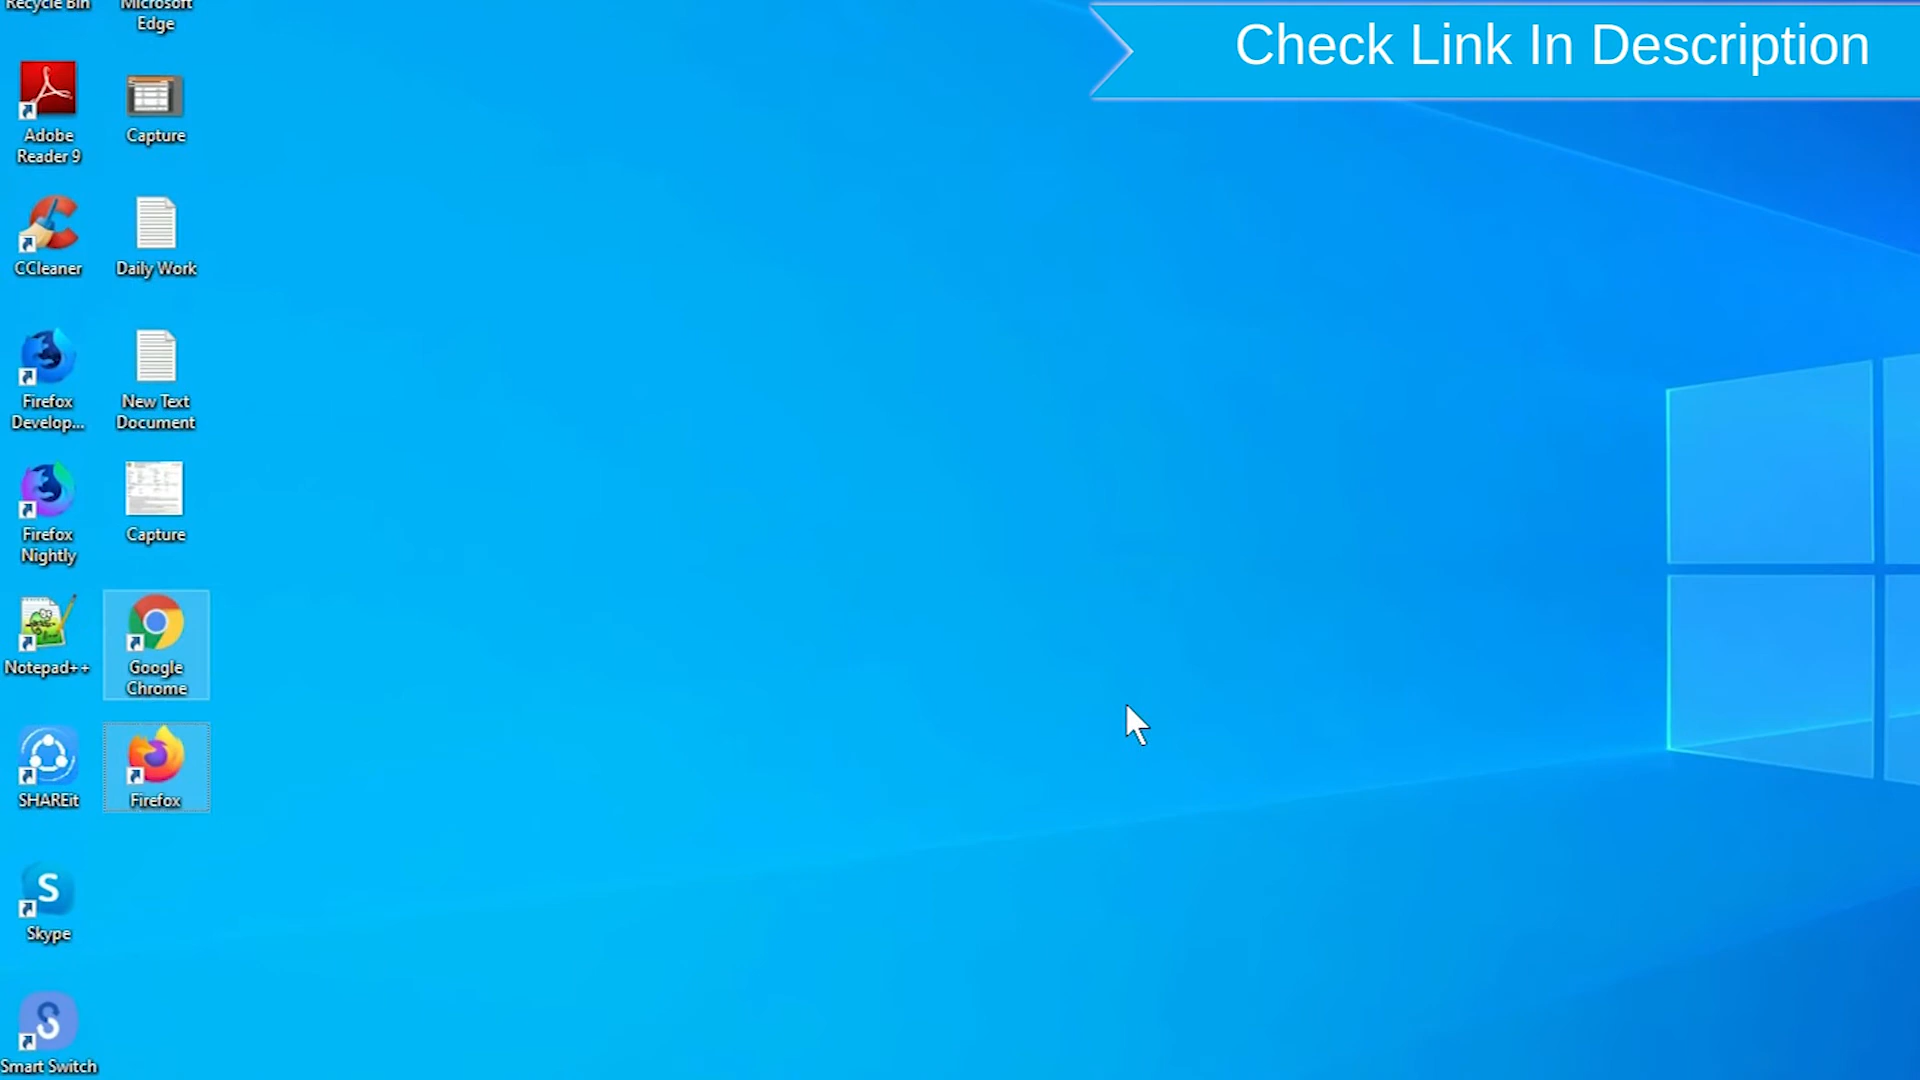 Recycle Bin
Microsoft
Edge
Check Link In Description
Adobe
Reader 9
Capture
CCleaner
Daily Work
Firefox
Develop...
New Text
Document
Firefox
Nightly
Capture
Notepad++
Google
Chrome
SHAREit
Firefox
Skype
Smart Switch